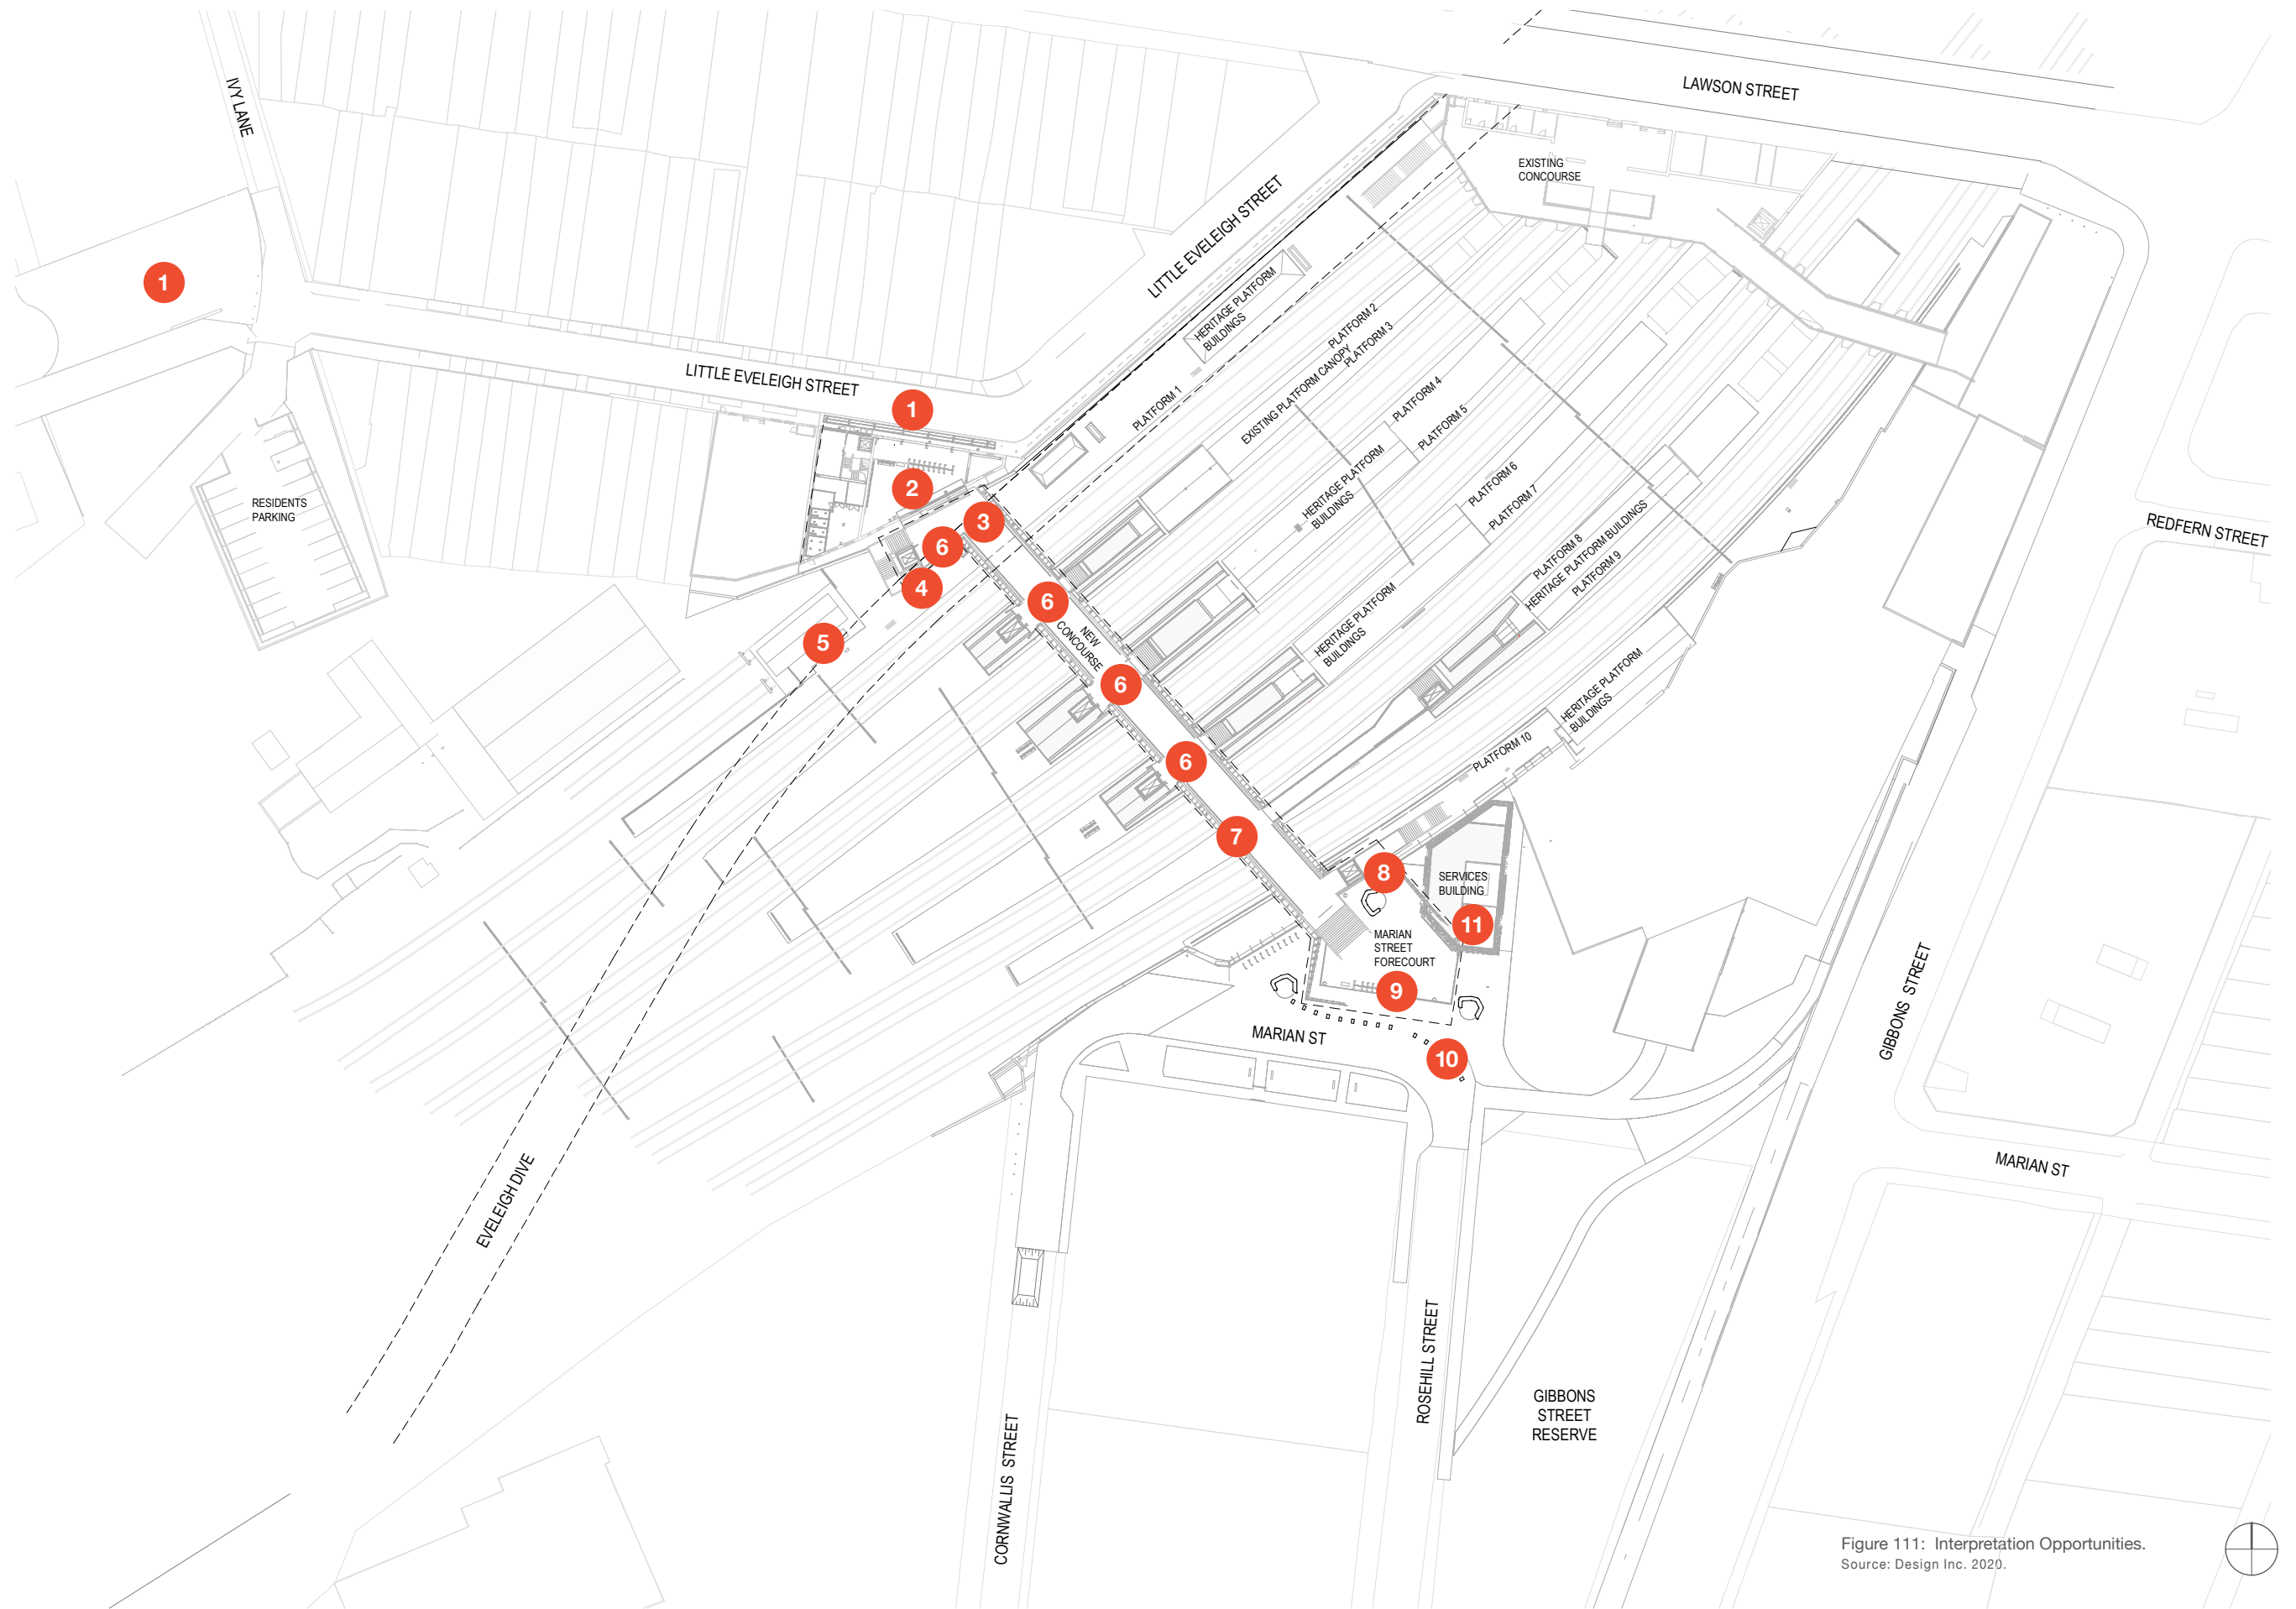 LAWSON STREET
IVY LANE
EXISTING
CONCOURSE
LITTLE EVELEIGH STREET
1
HERITAGE PLATFORM
BUILDINGS
PLATFORM 2
EXISTING PLATFORM CANOPY
PLATFORM 3
LITTLE EVELEIGH STREET
1
PLATFORM 1
PLATFORM 4
PLATFORM 5
2
RESIDENTS
PARKING
HERITAGE PLATFORM
BUILDINGS
PLATFORM 6
PLATFORM 7
REDFERN STREET
3
6
4
PLATFORM 8
HERITAGE PLATFORM BUILDINGS
PLATFORM 9
6
5
NEW
CONCOURSE
HERITAGE PLATFORM
BUILDINGS
6
HERITAGE PLATFORM
BUILDINGS
6
PLATFORM 10
7
8
SERVICES
BUILDING
11
MARIAN
STREET
FORECOURT
9
GIBBONS STREET
MARIAN ST
10
EVELEIGH DIVE
MARIAN ST
ROSEHILL STREET
CORNWALLIS STREET
GIBBONS
STREET
RESERVE
Figure 111: Interpretation Opportunities.
Source: Design Inc. 2020.